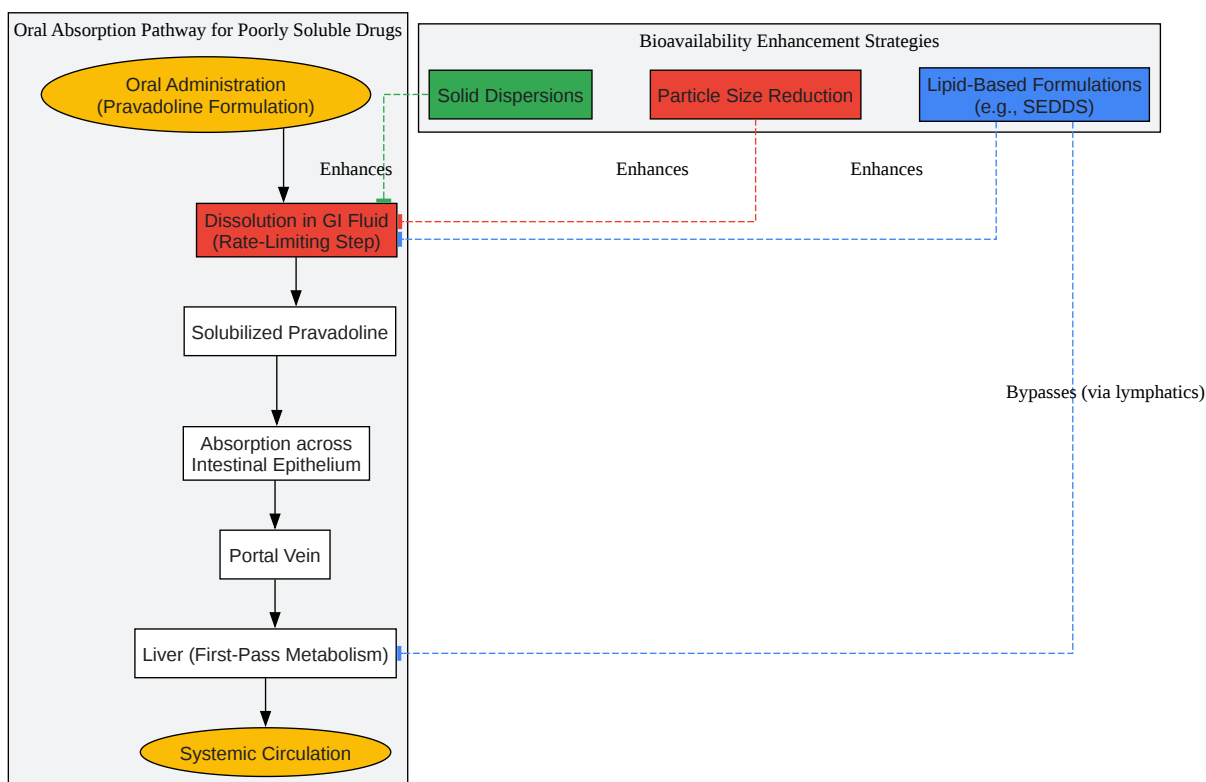 Oral Absorption Pathway for Poorly Soluble Drugs
Oral Administration
(Pravadoline Formulation)
Enhances
Dissolution in GI Fluid
(Rate-Limiting Step)
Solubilized Pravadoline
Absorption across
Intestinal Epithelium
Portal Vein
Liver (First-Pass Metabolism)
Systemic Circulation
Bioavailability Enhancement Strategies
Solid Dispersions
Particle Size Reduction
Lipid-Based Formulations
(e.g., SEDDS)
Enhances
Enhances
Bypasses (via lymphatics)